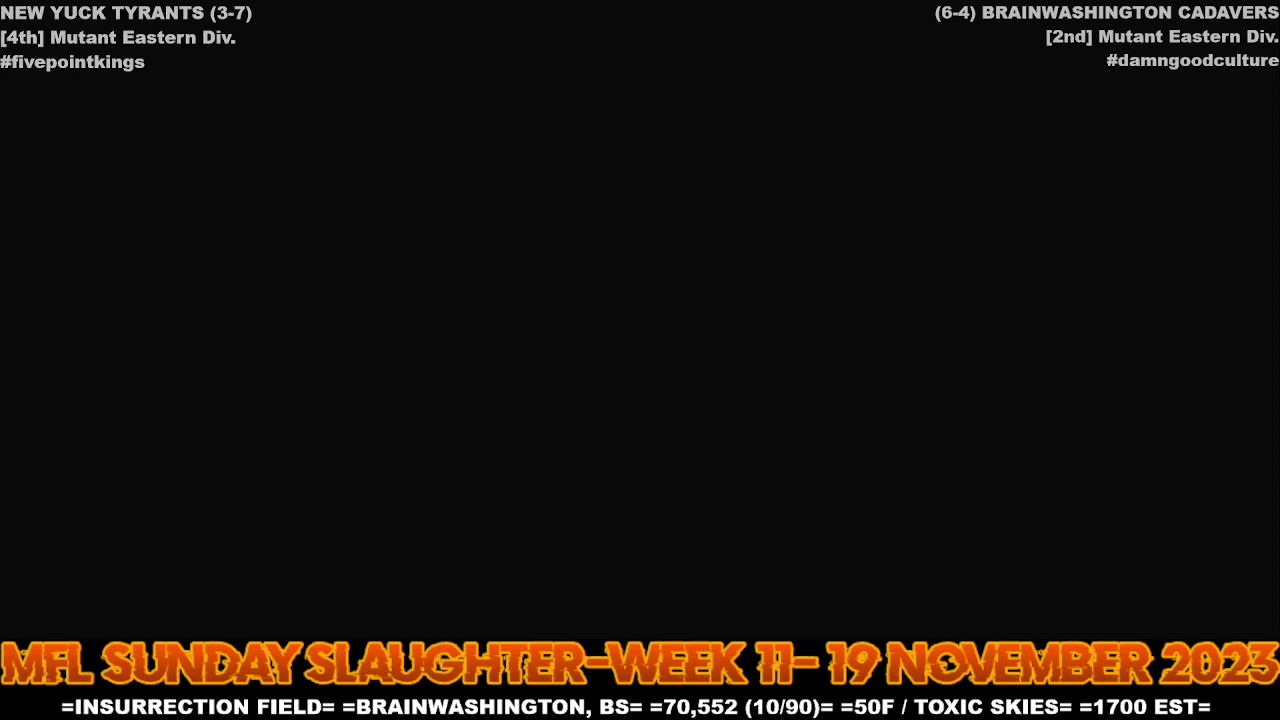 NEW YUCK TYRANTS (3-7)
[4th] Mutant Eastern Div.
#fivepointkings
(6-4) BRAINWASHINGTON CADAVERS
[2nd] Mutant Eastern Div.
#damngoodculture
MFL SUNDAY SLAUGHTER-WEEK 11- 19 NOVEMBER 2023
=INSURRECTION FIELD= =BRAINWASHINGTON, BS= =70,552 (10/90)= =50F / TOXIC SKIES= =1700 EST=